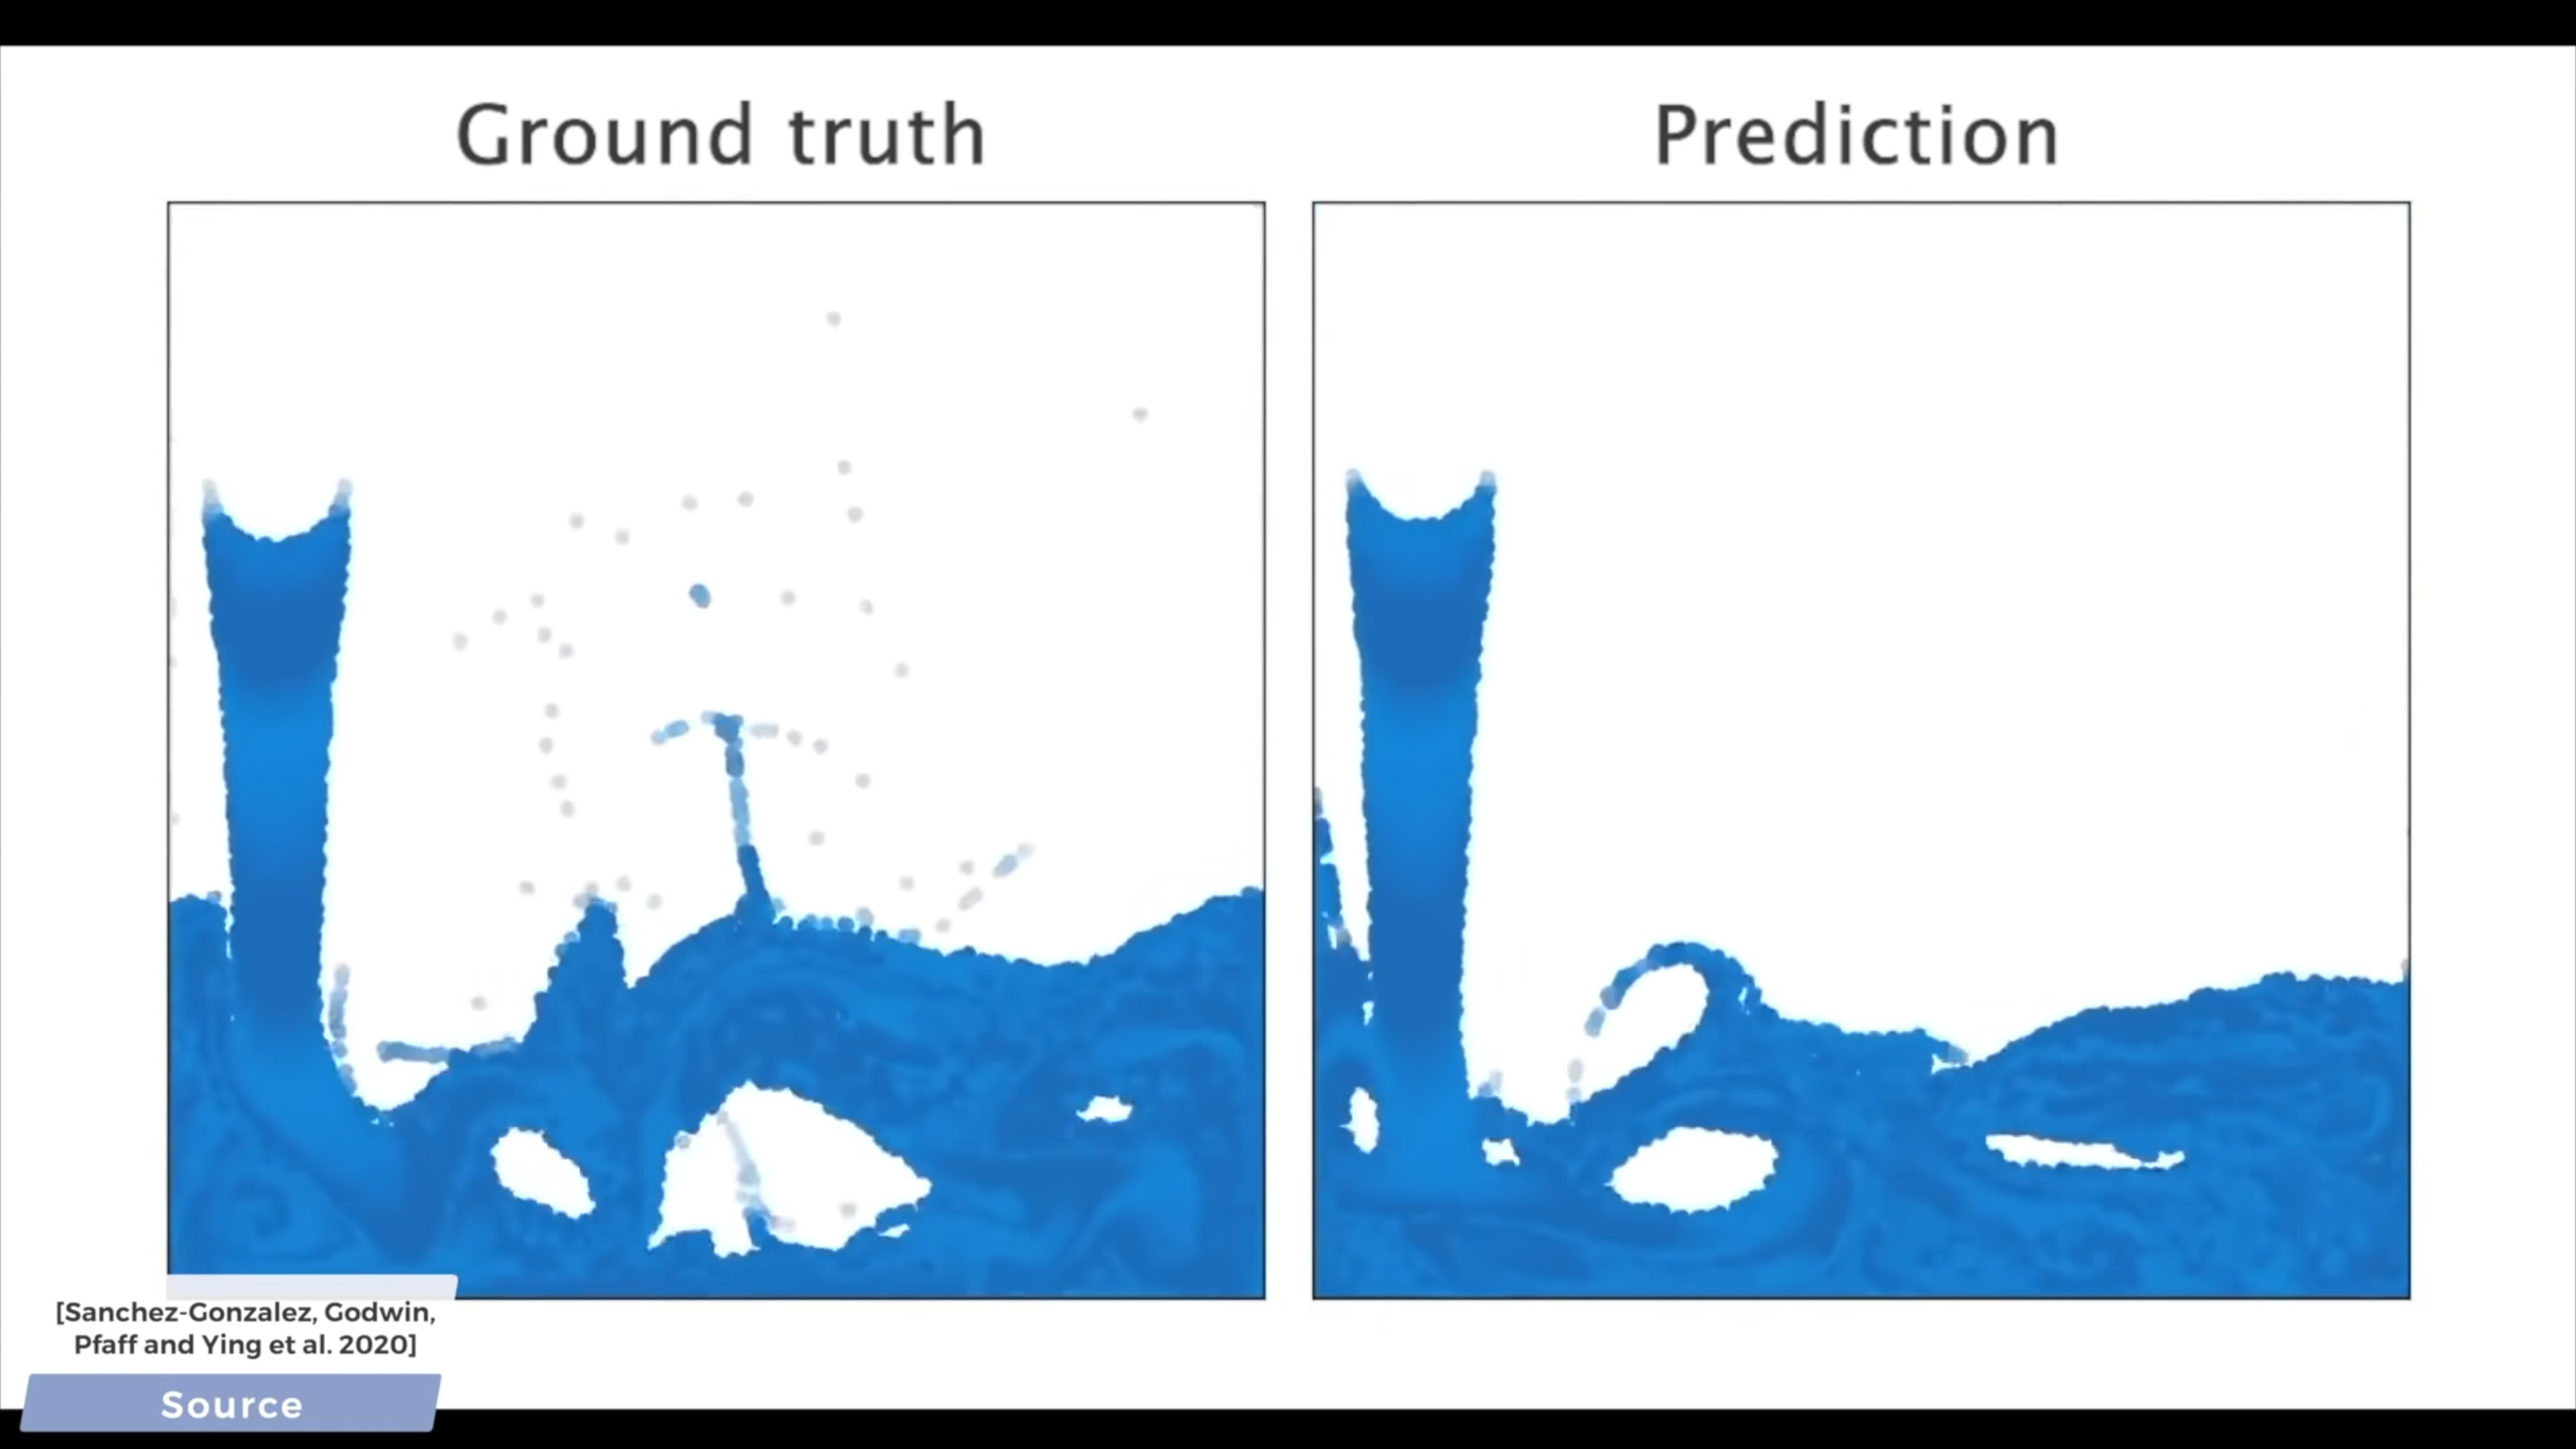 Ground truth
Prediction
[Sanchez-Gonzalez, Godwin,
Pfaff and Ying et al. 2020]
Source